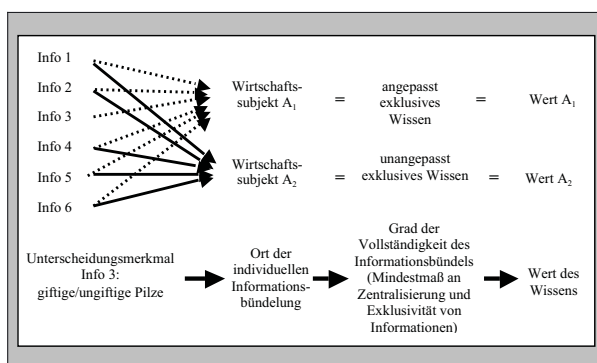 Info 1
Info 2
Info 3
Info 4
Info 5
Info 6
Wirtschafts-
subjekt A1
=
angepasst
exklusives
Wissen
=
Wert A1
Wirtschafts-
subjekt A2
=
unangepasst
exklusives Wissen
=
Wert A2
Unterscheidungsmerkmal
Info 3:
giftige/ungiftige Pilze
Ort der
individuellen
Informations-
bündelung
Grad der
Vollständigkeit des
Informationsbündels
(Mindestmaß an
Zentralisierung und
Exklusivität von
Informationen)
Wert des
Wissens